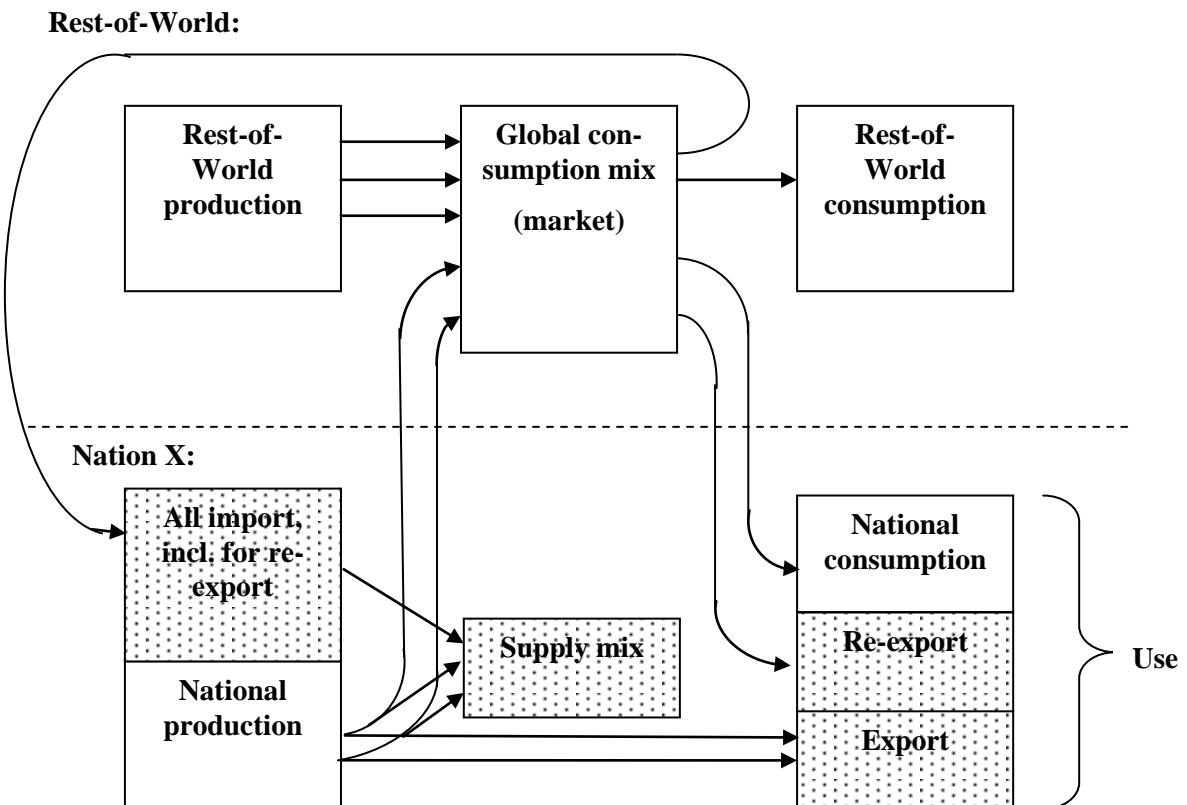 Rest-of-World:
Rest-of-
World
production
Global con-
sumption mix
(market)
Rest-of-
World
consumption
Nation X:
All import,
incl. for re-
export
National
production
Supply mix
National
consumption
Re-export
Export
Use